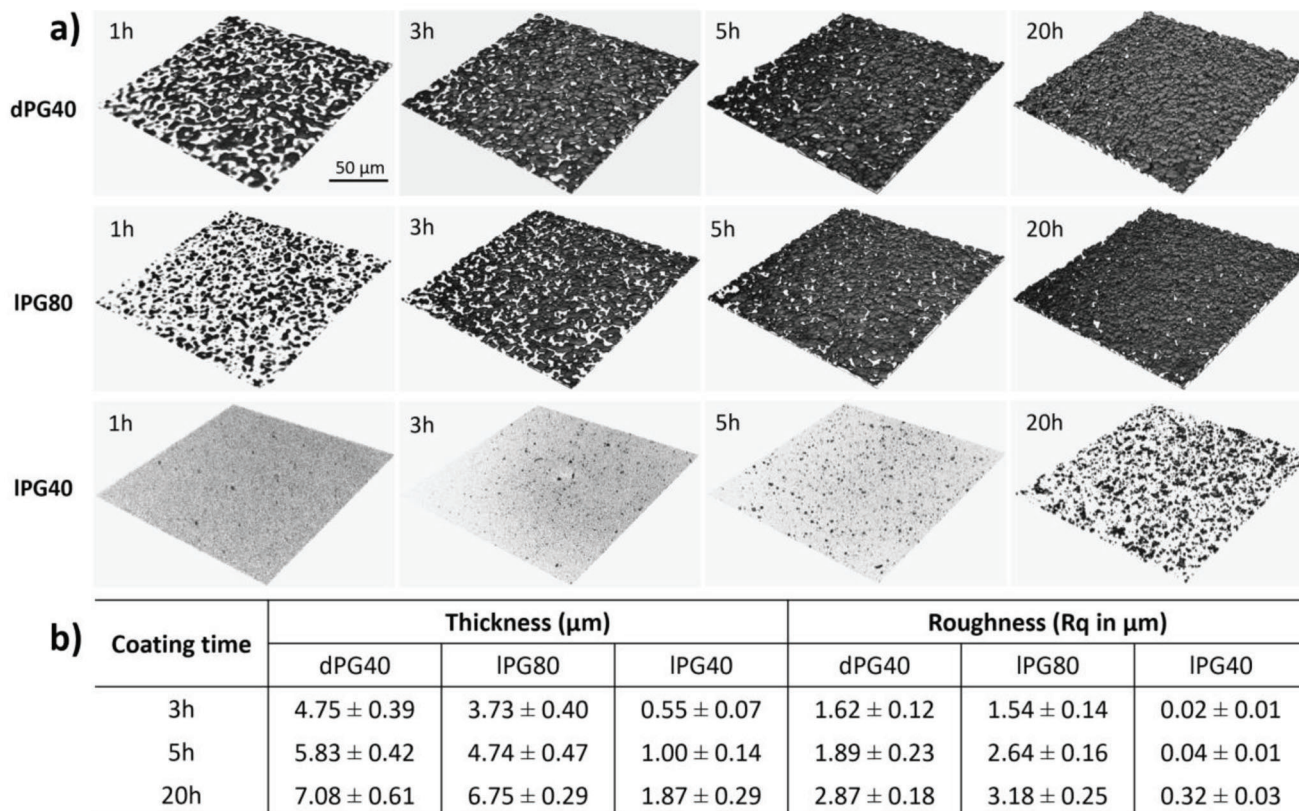 a)
1h 3h 5h 20h
dPG40
50 µm
1h 3h 5h 20h
lPG80
1h 3h 5h 20h
lPG40
b)
Coating time Thickness (µm) Roughness (Rq in µm)
dPG40 lPG80 lPG40 dPG40 lPG80 lPG40
3h 4.75 ± 0.39 3.73 ± 0.40 0.55 ± 0.07 1.62 ± 0.12 1.54 ± 0.14 0.02 ± 0.01
5h 5.83 ± 0.42 4.74 ± 0.47 1.00 ± 0.14 1.89 ± 0.23 2.64 ± 0.16 0.04 ± 0.01
20h 7.08 ± 0.61 6.75 ± 0.29 1.87 ± 0.29 2.87 ± 0.18 3.18 ± 0.25 0.32 ± 0.03